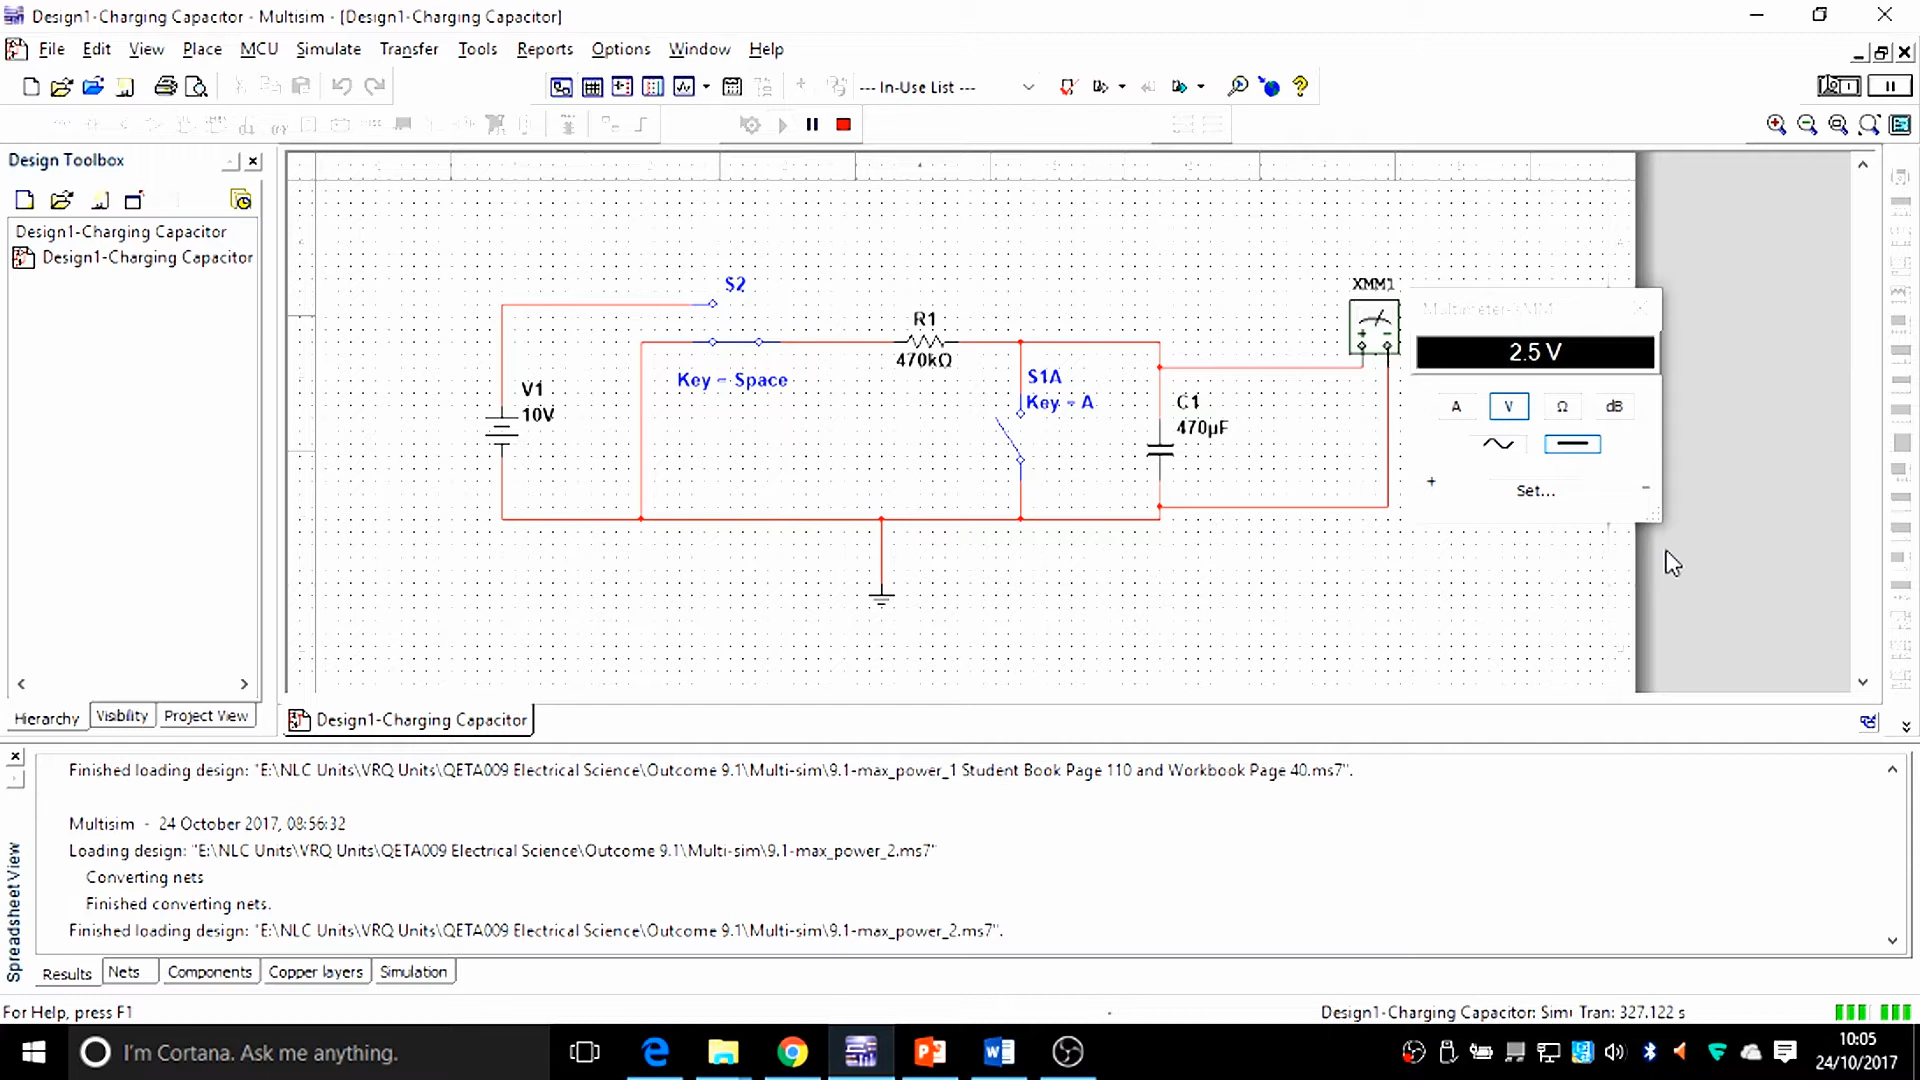 Design1-Charging Capacitor - Multisim - [Design1-Charging Capacitor]
File Edit View Place MCU Simulate Transfer Tools Reports Options Window Help
--- In-Use List ---
Design Toolbox
Design1-Charging Capacitor
Design1-Charging Capacitor
S2
Key = Space
R1
470kΩ
V1
10V
S1A
Key = A
C1
470µF
XMM1
2.5 V
A V Ω dB
+ Set... -
Hierarchy Visibility Project View
Design1-Charging Capacitor
Spreadsheet View
Finished loading design: "E:\NLC Units\VRQ Units\QETA009 Electrical Science\Outcome 9.1\Multi-sim\9.1-max_power_1 Student Book Page 110 and Workbook Page 40.ms7".
Multisim - 24 October 2017, 08:56:32
Loading design: "E:\NLC Units\VRQ Units\QETA009 Electrical Science\Outcome 9.1\Multi-sim\9.1-max_power_2.ms7"
Converting nets
Finished converting nets.
Finished loading design: "E:\NLC Units\VRQ Units\QETA009 Electrical Science\Outcome 9.1\Multi-sim\9.1-max_power_2.ms7".
Results Nets Components Copper layers Simulation
For Help, press F1
Design1-Charging Capacitor: Simu Tran: 327.122 s
I'm Cortana. Ask me anything.
10:05
24/10/2017